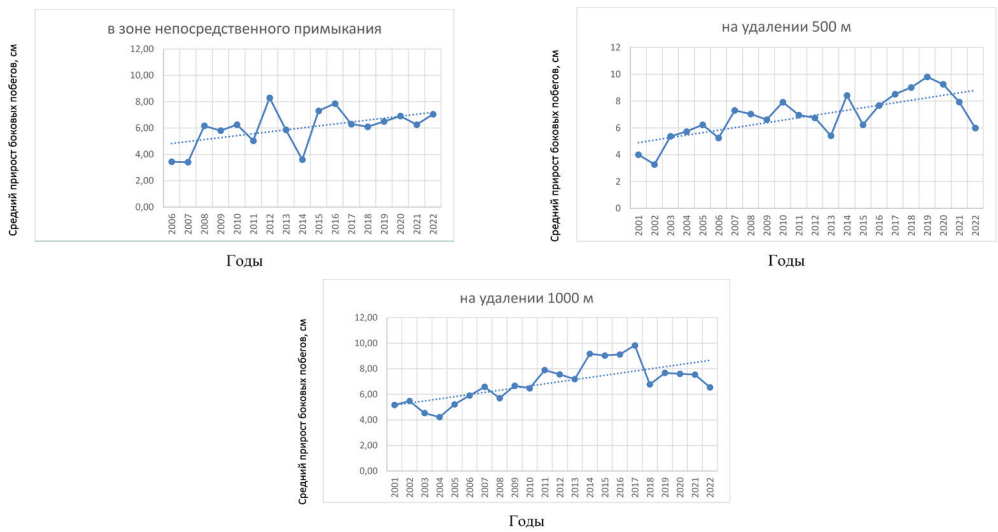 в зоне непосредственного примыкания
Средний прирост боковых побегов, см
12,00
10,00
8,00
6,00
4,00
2,00
0,00
2006 2007 2008 2009 2010 2011 2012 2013 2014 2015 2016 2017 2018 2019 2020 2021 2022
Годы
на удалении 500 м
Средний прирост боковых побегов, см
12
10
8
6
4
2
0
2001 2002 2003 2004 2005 2006 2007 2008 2009 2010 2011 2012 2013 2014 2015 2016 2017 2018 2019 2020 2021 2022
Годы
на удалении 1000 м
Средний прирост боковых побегов, см
12,00
10,00
8,00
6,00
4,00
2,00
0,00
2001 2002 2003 2004 2005 2006 2007 2008 2009 2010 2011 2012 2013 2014 2015 2016 2017 2018 2019 2020 2021 2022
Годы